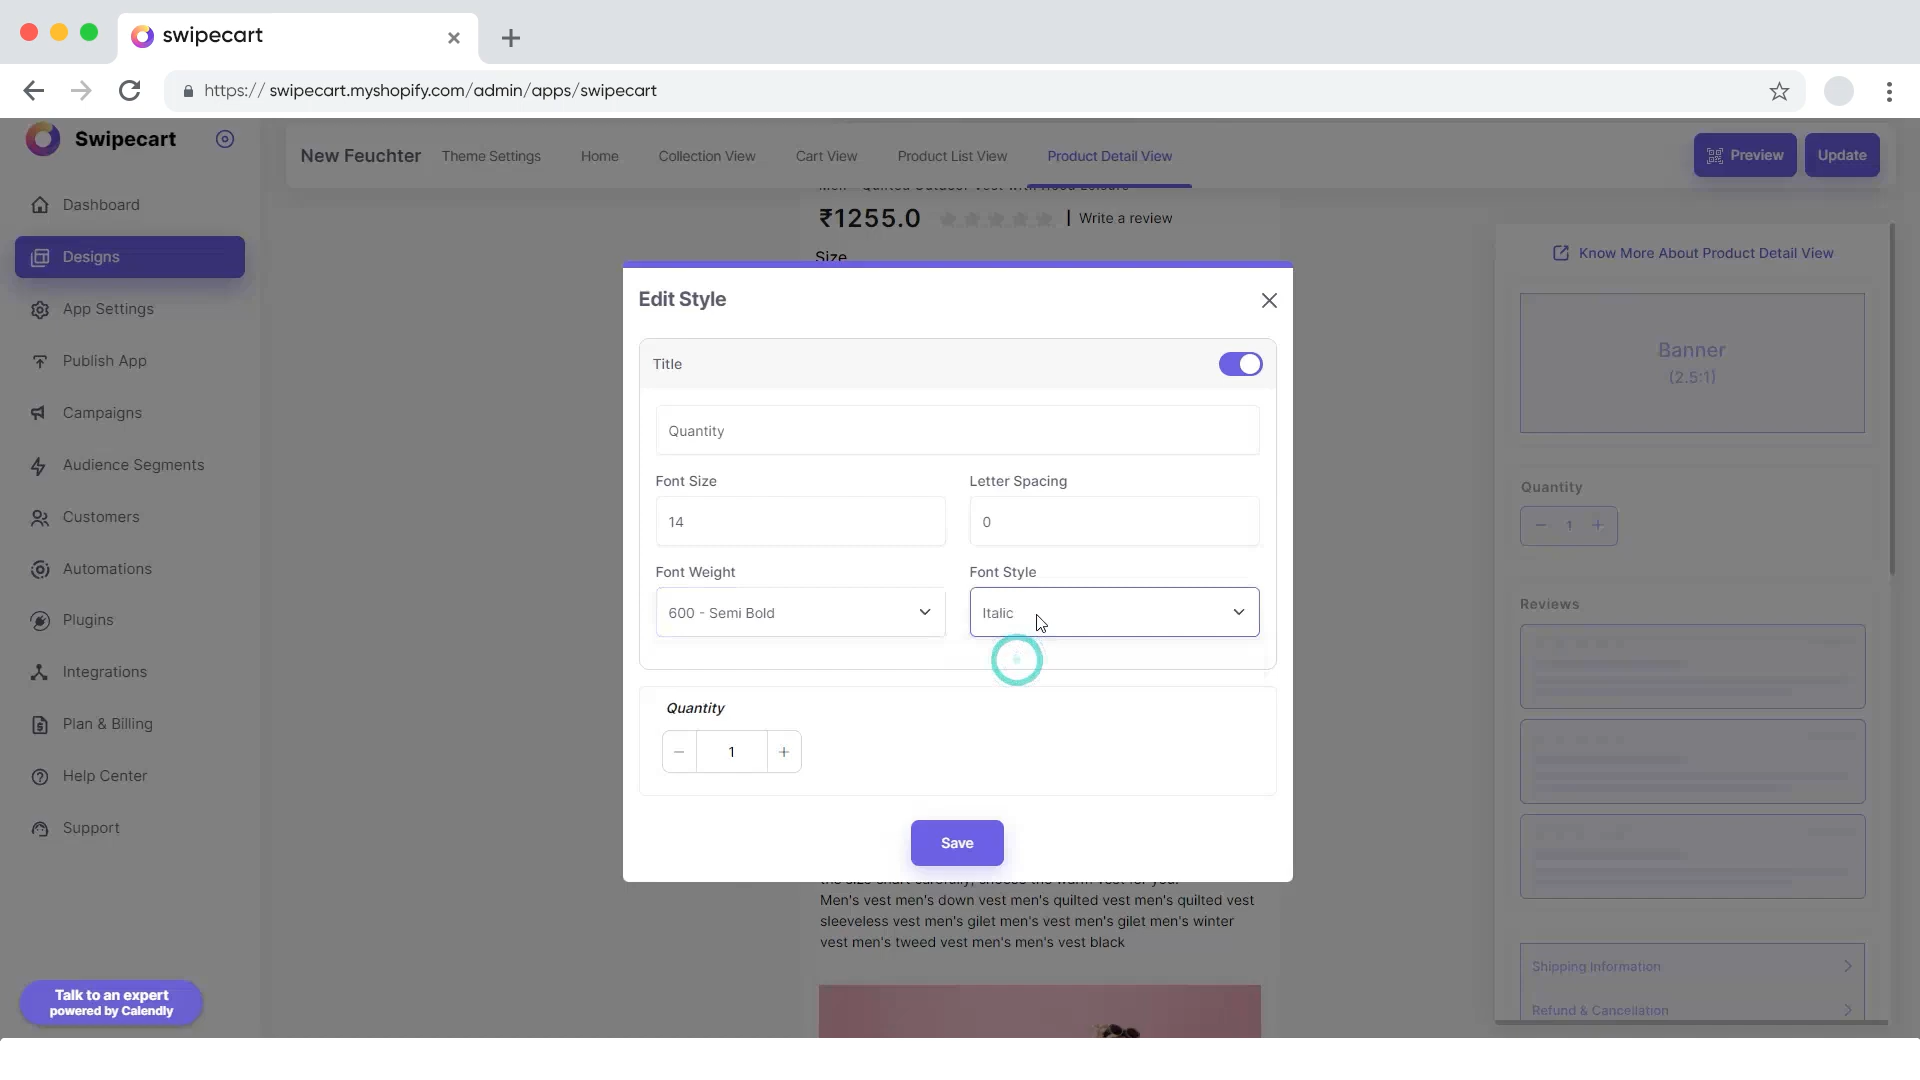 swipecart
https:// swipecart.myshopify.com/admin/apps/swipecart
Swipecart
New Feuchter
Theme Settings
Home
Collection View
Cart View
Product List View
Product Detail View
Preview
Update
Dashboard
Designs
App Settings
Publish App
Campaigns
Audience Segments
Customers
Automations
Plugins
Integrations
Plan & Billing
Help Center
Support
Talk to an expert
powered by Calendly
₹1255.0
| Write a review
Size
Edit Style
Title
Quantity
Font Size
Letter Spacing
14
0
Font Weight
Font Style
600 - Semi Bold
Italic
Quantity
− 1 +
Save
Men's vest men's down vest men's quilted vest men's quilted vest
sleeveless vest men's gilet men's vest men's gilet men's winter
vest men's tweed vest men's men's vest black
Know More About Product Detail View
Banner
(2.5:1)
Quantity
− 1 +
Reviews
Shipping Information
Refund & Cancellation